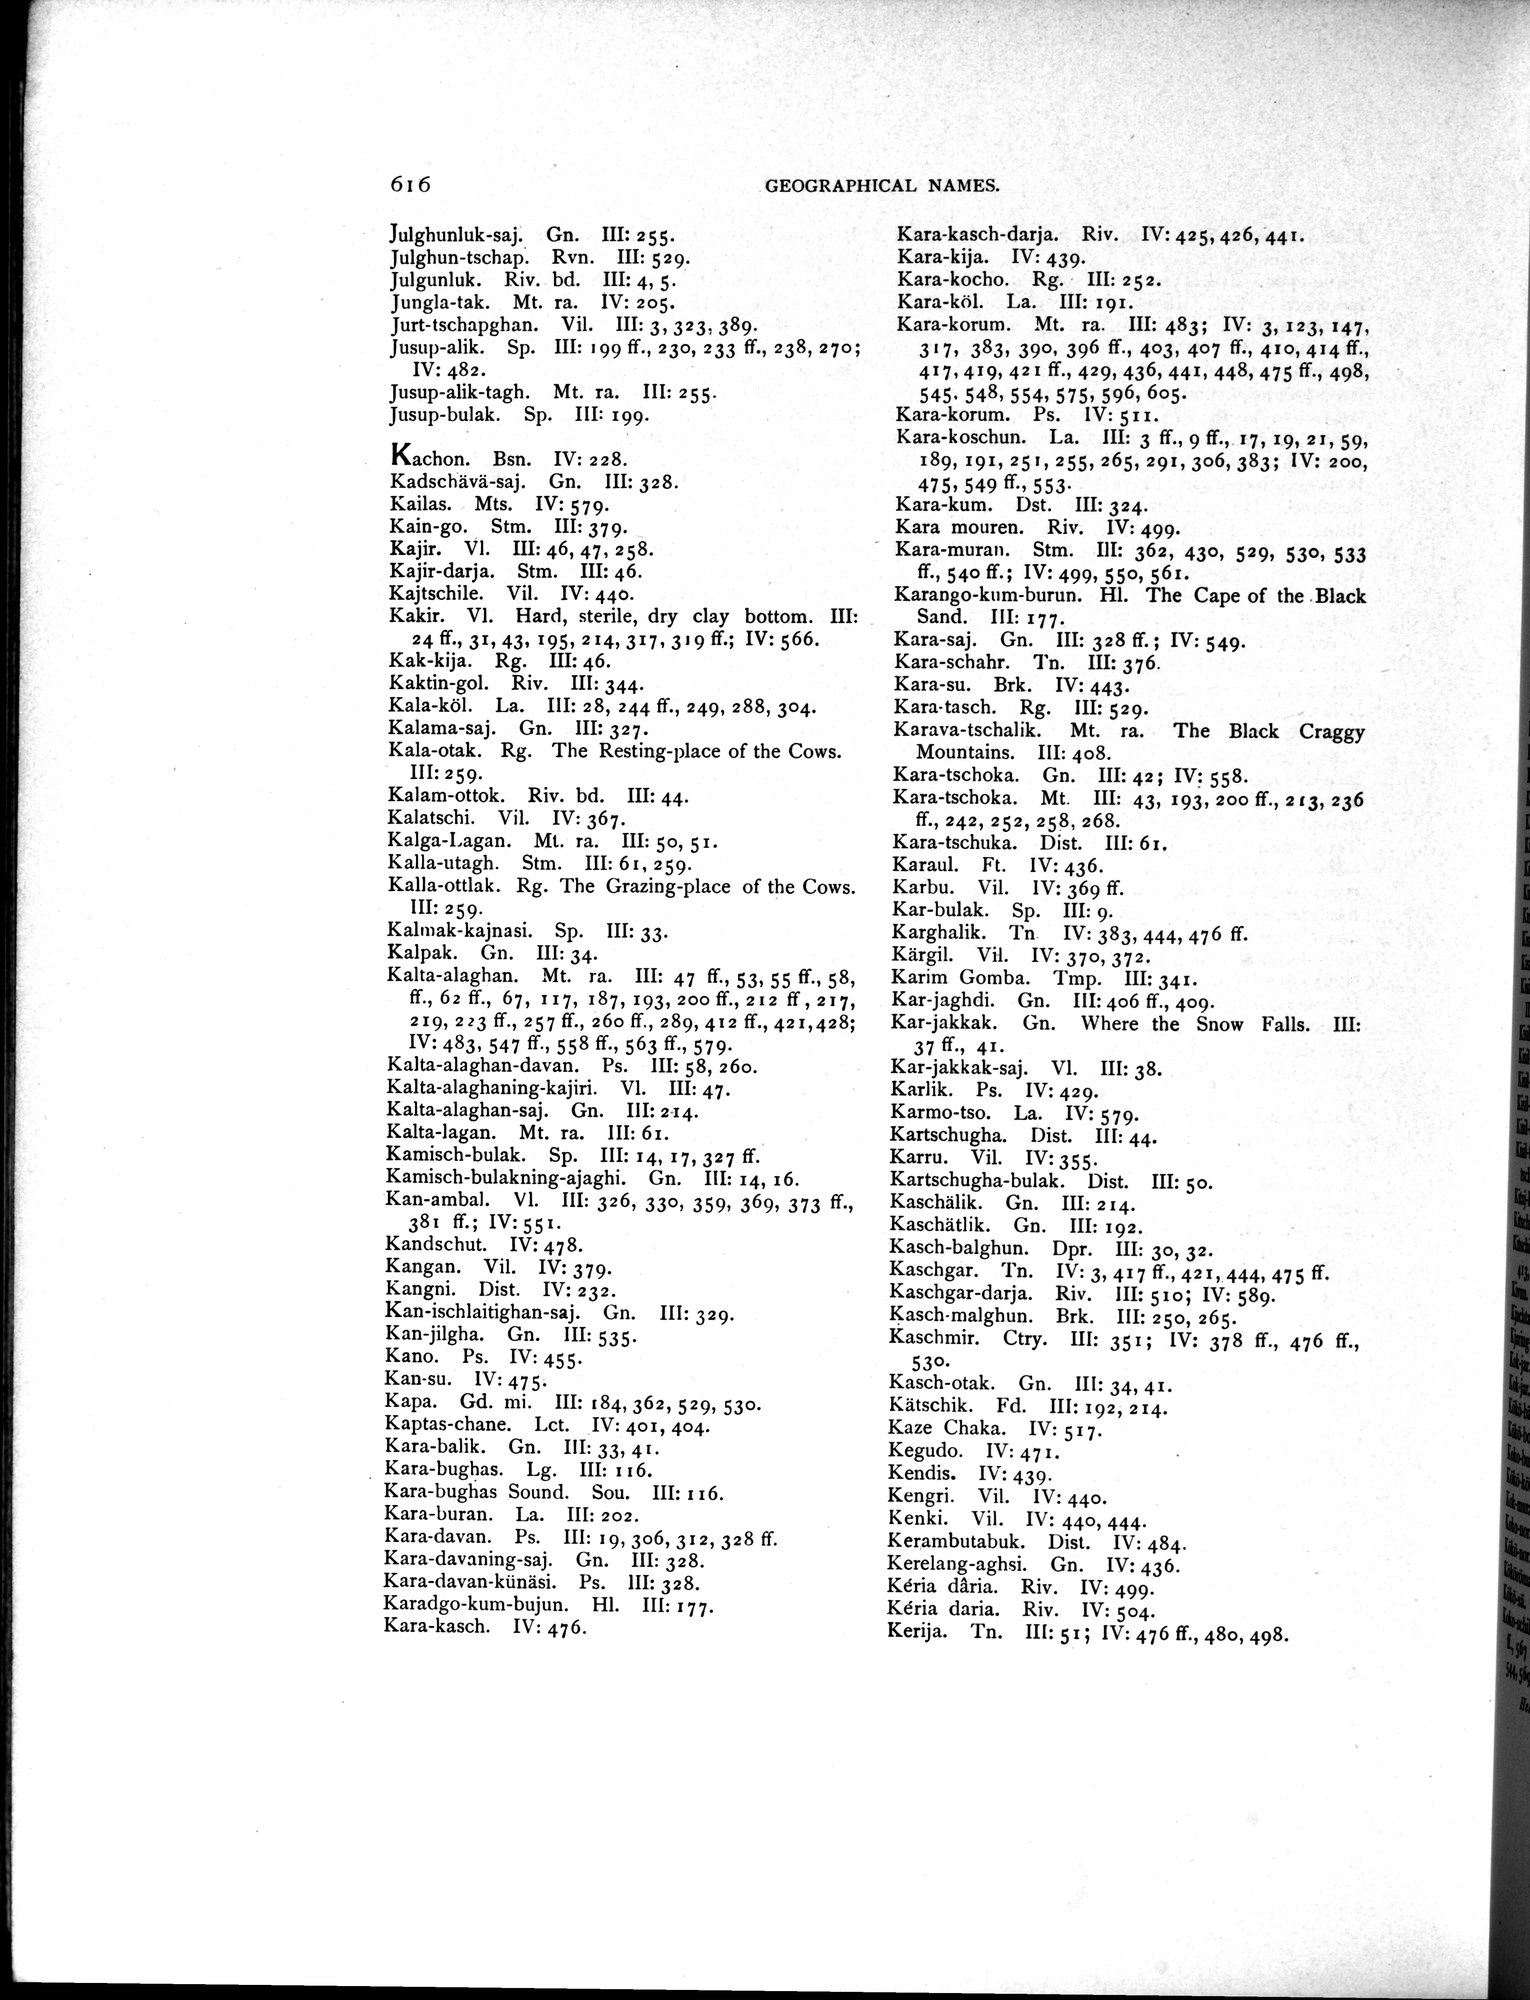 616
GEOGRAPHICAL NAMES.
Julghunluk-saj. Gn. III: 255.
Julghun-tschap. Rvn. III: 529.
Julgunluk. Riv. bd. III: 4, 5.
Jungla-tak. Mt. ra. IV: 205.
Jurt-tschapghan. Vil. III: 3, 323, 389.
Jusup-alik. Sp. III: 199 ff., 230, 233 ff., 238, 270;
IV: 482.
Jusup-alik-tagh. Mt. ra. III: 255.
Jusup-bulak. Sp. III: 199.
Kachon. Bsn. IV: 228.
Kadschävä-saj. Gn. III: 328.
Kailas. Mts. IV: 579.
Kain-go. Stm. III: 379.
Kajir. Vl. III: 46, 47, 258.
Kajir-darja. Stm. III: 46.
Kajtschile. Vil. IV: 440.
Kakir. Vl. Hard, sterile, dry clay bottom. III:
24 ff., 31, 43, 195, 214, 317, 319 ff.; IV: 566.
Kak-kija. Rg. III: 46.
Kaktin-gol. Riv. III: 344.
Kala-köl. La. III: 28, 244 ff., 249, 288, 304.
Kalama-saj. Gn. III: 327.
Kala-otak. Rg. The Resting-place of the Cows.
III: 259.
Kalam-ottok. Riv. bd. III: 44.
Kalatschi. Vil. IV: 367.
Kalga-Lagan. Mt. ra. III: 50, 51.
Kalla-utagh. Stm. III: 61, 259.
Kalla-ottlak. Rg. The Grazing-place of the Cows.
III: 259.
Kalmak-kajnasi. Sp. III: 33.
Kalpak. Gn. III: 34.
Kalta-alaghan. Mt. ra. III: 47 ff., 53, 55 ff., 58,
ff., 62 ff., 67, 117, 187, 193, 200 ff., 212 ff, 217,
219, 223 ff., 257 ff., 260 ff., 289, 412 ff., 421, 428;
IV: 483, 547 ff., 558 ff., 563 ff., 579.
Kalta-alaghan-davan. Ps. III: 58, 260.
Kalta-alaghaning-kajiri. Vl. III: 47.
Kalta-alaghan-saj. Gn. III: 214.
Kalta-lagan. Mt. ra. III: 61.
Kamisch-bulak. Sp. III: 14, 17, 327 ff.
Kamisch-bulakning-ajaghi. Gn. III: 14, 16.
Kan-ambal. Vl. III: 326, 330, 359, 369, 373 ff.,
381 ff.; IV: 551.
Kandschut. IV: 478.
Kangan. Vil. IV: 379.
Kangni. Dist. IV: 232.
Kan-ischlaitighan-saj. Gn. III: 329.
Kan-jilgha. Gn. III: 535.
Kano. Ps. IV: 455.
Kan-su. IV: 475.
Kapa. Gd. mi. III: 184, 362, 529, 530.
Kaptas-chane. Lct. IV: 401, 404.
Kara-balik. Gn. III: 33, 41.
Kara-bughas. Lg. III: 116.
Kara-bughas Sound. Sou. III: 116.
Kara-buran. La. III: 202.
Kara-davan. Ps. III: 19, 306, 312, 328 ff.
Kara-davaning-saj. Gn. III: 328.
Kara-davan-künäsi. Ps. III: 328.
Karadgo-kum-bujun. Hl. III: 177.
Kara-kasch. IV: 476.
Kara-kasch-darja. Riv. IV: 425, 426, 441.
Kara-kija. IV: 439.
Kara-kocho. Rg. III: 252.
Kara-köl. La. III: 191.
Kara-korum. Mt. ra. III: 483; IV: 3, 123, 147,
317, 383, 390, 396 ff., 403, 407 ff., 410, 414 ff.,
417, 419, 421 ff., 429, 436, 441, 448, 475 ff., 498,
545. 548, 554, 575, 596, 605.
Kara-korum. Ps. IV: 511.
Kara-koschun. La. III: 3 ff., 9 ff., 17, 19, 21, 59,
189, 191, 251, 255, 265, 291, 306, 383; IV: 200,
475, 549 ff., 553.
Kara-kum. Dst. III: 324.
Kara mouren. Riv. IV: 499.
Kara-muran. Stm. III: 362, 430, 529, 530, 533
ff., 540 ff.; IV: 499, 550, 561.
Karango-kum-burun. Hl. The Cape of the Black
Sand. III: 177.
Kara-saj. Gn. III: 328 ff.; IV: 549.
Kara-schahr. Tn. III: 376.
Kara-su. Brk. IV: 443.
Kara-tasch. Rg. III: 529.
Karava-tschalik. Mt. ra. The Black Craggy
Mountains. III: 408.
Kara-tschoka. Gn. III: 42; IV: 558.
Kara-tschoka. Mt. III: 43, 193, 200 ff., 213, 236
ff., 242, 252, 258, 268.
Kara-tschuka. Dist. III: 61.
Karaul. Ft. IV: 436.
Karbu. Vil. IV: 369 ff.
Kar-bulak. Sp. III: 9.
Karghalik. Tn IV: 383, 444, 476 ff.
Kärgil. Vil. IV: 370, 372.
Karim Gomba. Tmp. III: 341.
Kar-jaghdi. Gn. III: 406 ff., 409.
Kar-jakkak. Gn. Where the Snow Falls. III:
37 ff., 41.
Kar-jakkak-saj. Vl. III: 38.
Karlik. Ps. IV: 429.
Karmo-tso. La. IV: 579.
Kartschugha. Dist. III: 44.
Karru. Vil. IV: 355.
Kartschugha-bulak. Dist. III: 50.
Kaschälik. Gn. III: 214.
Kaschätlik. Gn. III: 192.
Kasch-balghun. Dpr. III: 30, 32.
Kaschgar. Tn. IV: 3, 417 ff., 421, 444, 475 ff.
Kaschgar-darja. Riv. III: 510; IV: 589.
Kasch-malghun. Brk. III: 250, 265.
Kaschmir. Ctry. III: 351; IV: 378 ff., 476 ff.,
530.
Kasch-otak. Gn. III: 34, 41.
Kätschik. Fd. III: 192, 214.
Kaze Chaka. IV: 517.
Kegudo. IV: 471.
Kendis. IV: 439.
Kengri. Vil. IV: 440.
Kenki. Vil. IV: 440, 444.
Kerambutabuk. Dist. IV: 484.
Kerelang-aghsi. Gn. IV: 436.
Kéria dâria. Riv. IV: 499.
Kéria daria. Riv. IV: 504.
Kerija. Tn. III: 51; IV: 476 ff., 480, 498.